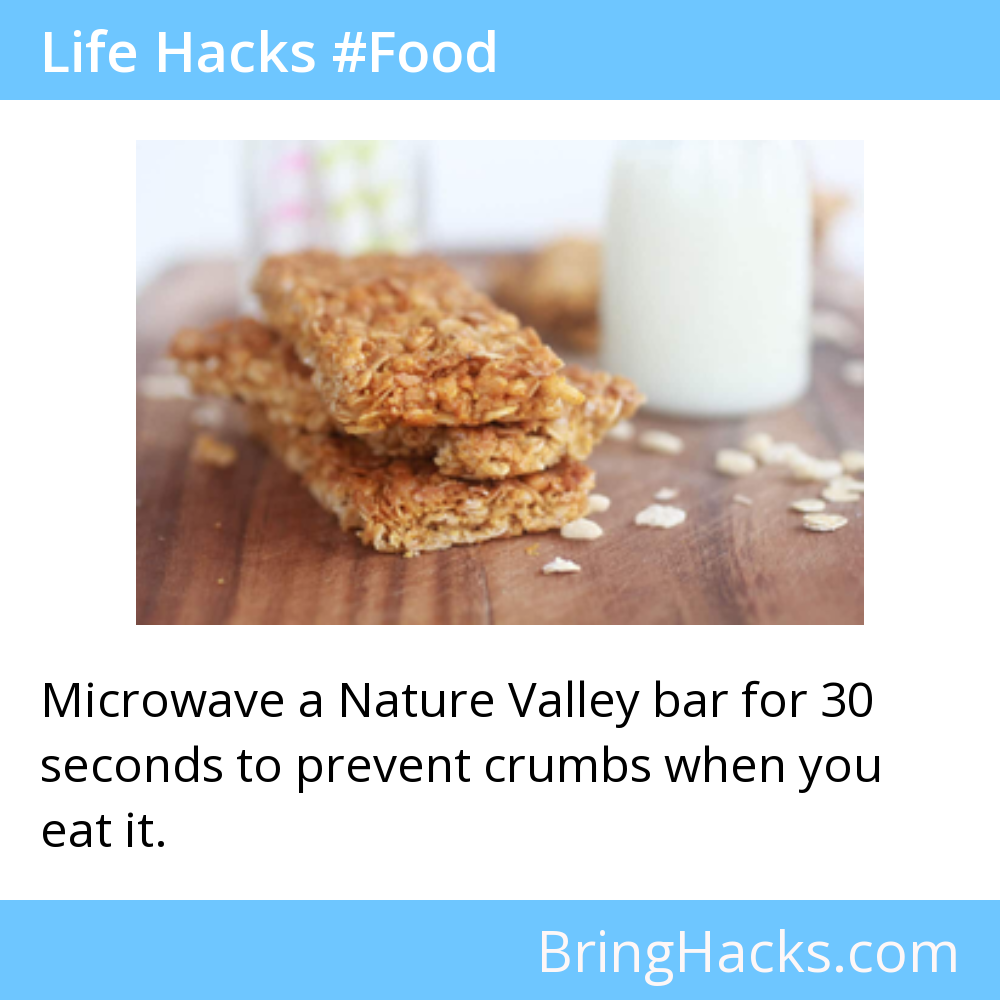 Life Hacks #Food
Microwave a Nature Valley bar for 30
seconds to prevent crumbs when you
eat it.
BringHacks.com